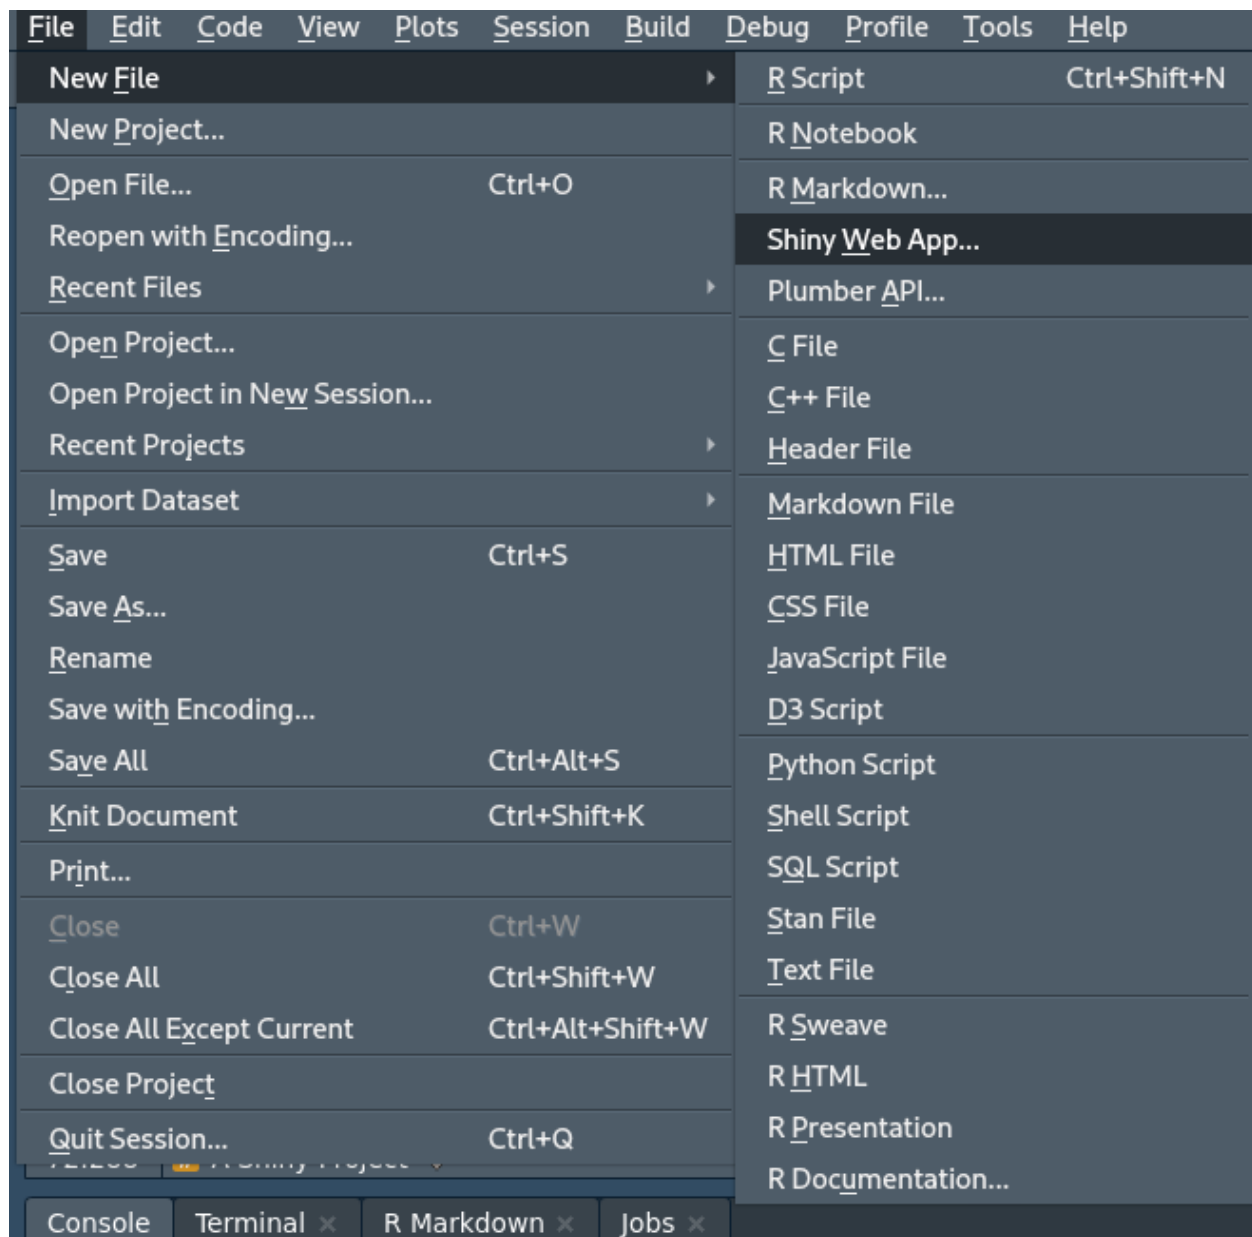 File Edit Code View Plots Session Build Debug Profile Tools Help
New File
New Project...
Open File... Ctrl+O
Reopen with Encoding...
Recent Files
Open Project...
Open Project in New Session...
Recent Projects
Import Dataset
Save Ctrl+S
Save As...
Rename
Save with Encoding...
Save All Ctrl+Alt+S
Knit Document Ctrl+Shift+K
Print...
Close Ctrl+W
Close All Ctrl+Shift+W
Close All Except Current Ctrl+Alt+Shift+W
Close Project
Quit Session... Ctrl+Q
R Script Ctrl+Shift+N
R Notebook
R Markdown...
Shiny Web App...
Plumber API...
C File
C++ File
Header File
Markdown File
HTML File
CSS File
JavaScript File
D3 Script
Python Script
Shell Script
SQL Script
Stan File
Text File
R Sweave
R HTML
R Presentation
R Documentation...
A Shiny Project
Console Terminal R Markdown Jobs